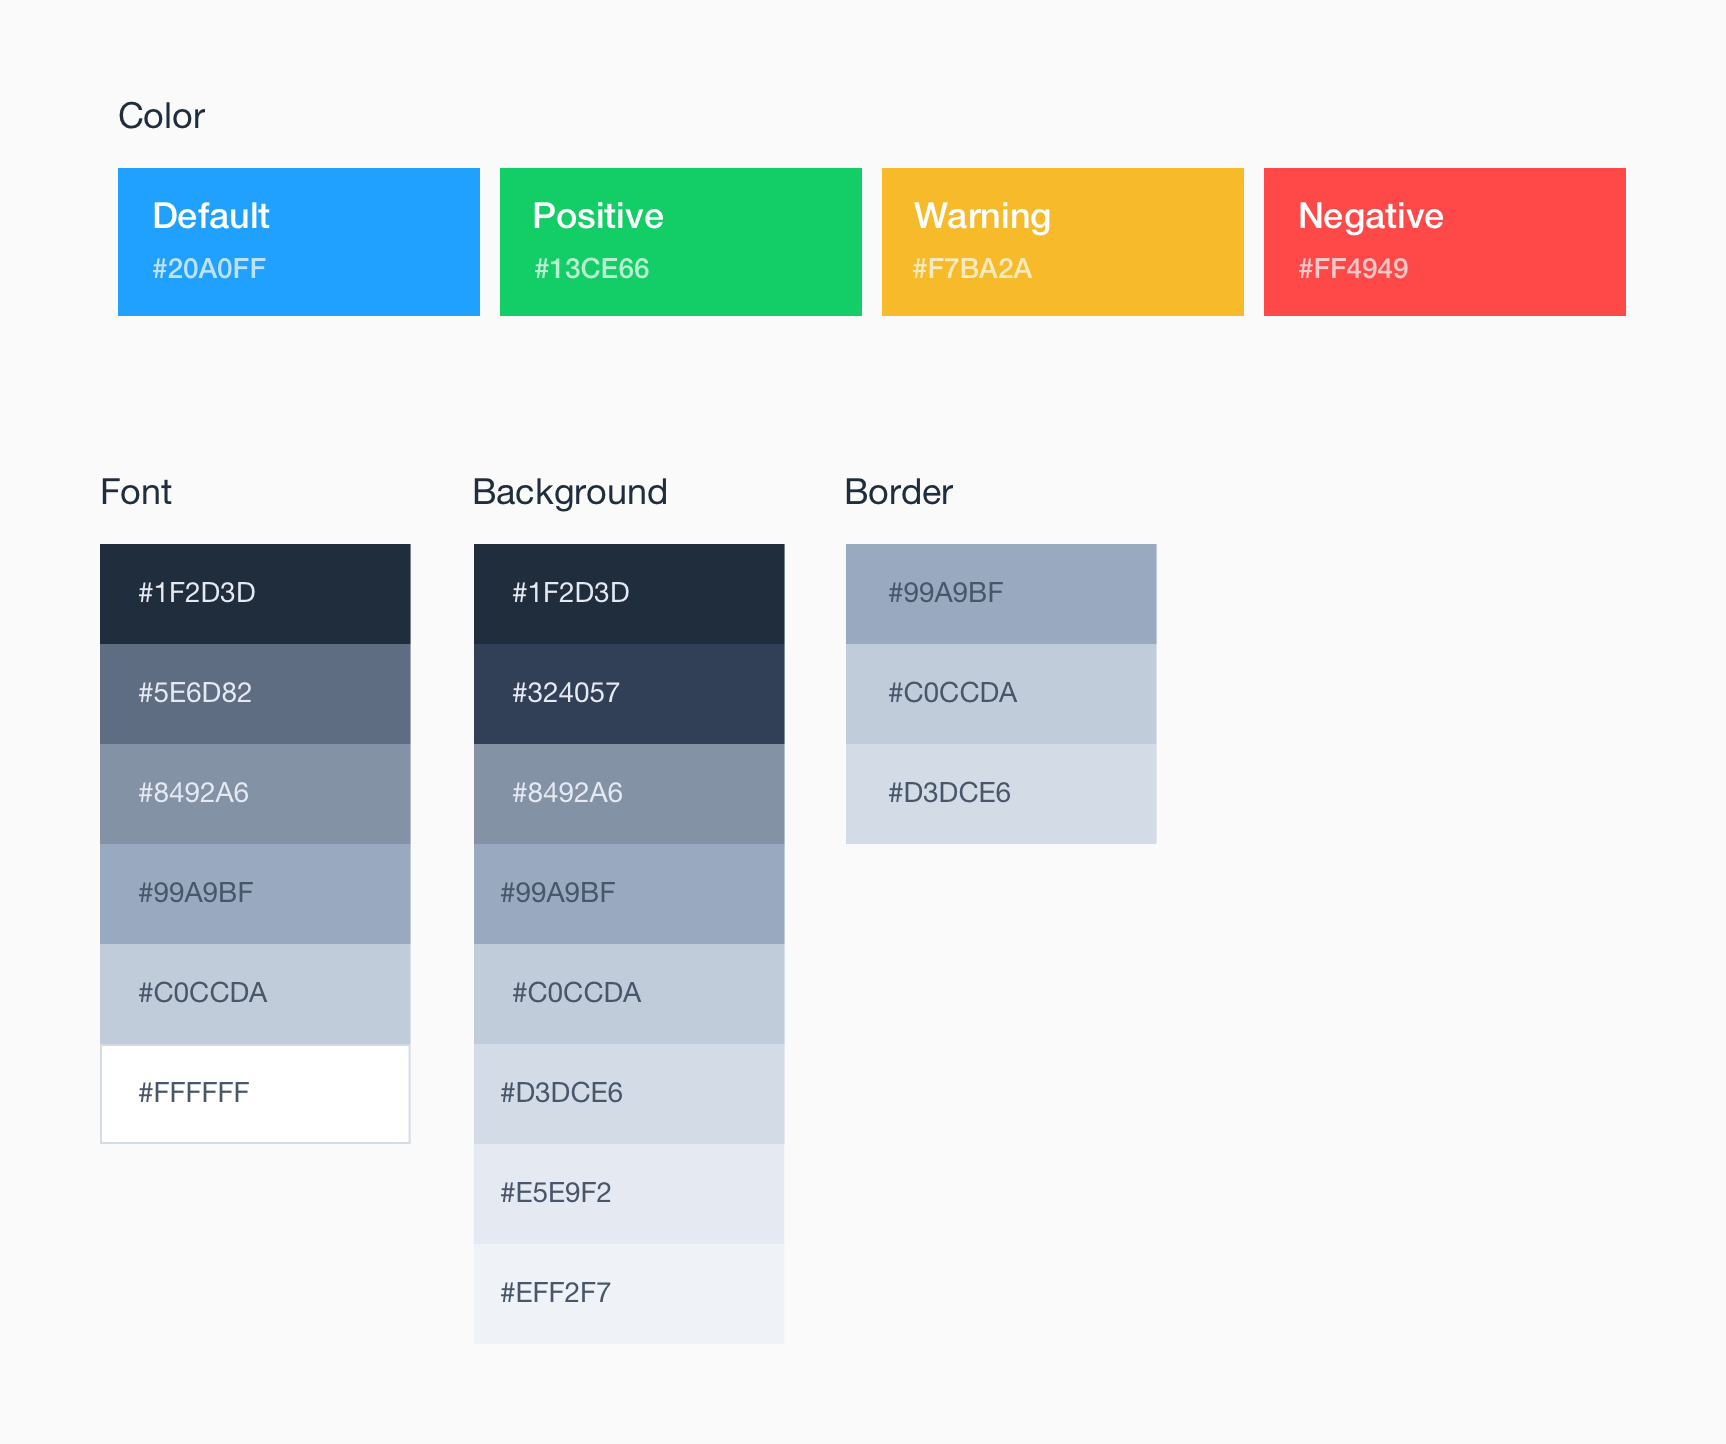 Color
Default
#20A0FF
Positive
#13CE66
Warning
#F7BA2A
Negative
#FF4949
Font
#1F2D3D
#5E6D82
#8492A6
#99A9BF
#C0CCDA
#FFFFFF
Background
#1F2D3D
#324057
#8492A6
#99A9BF
#C0CCDA
#D3DCE6
#E5E9F2
#EFF2F7
Border
#99A9BF
#C0CCDA
#D3DCE6